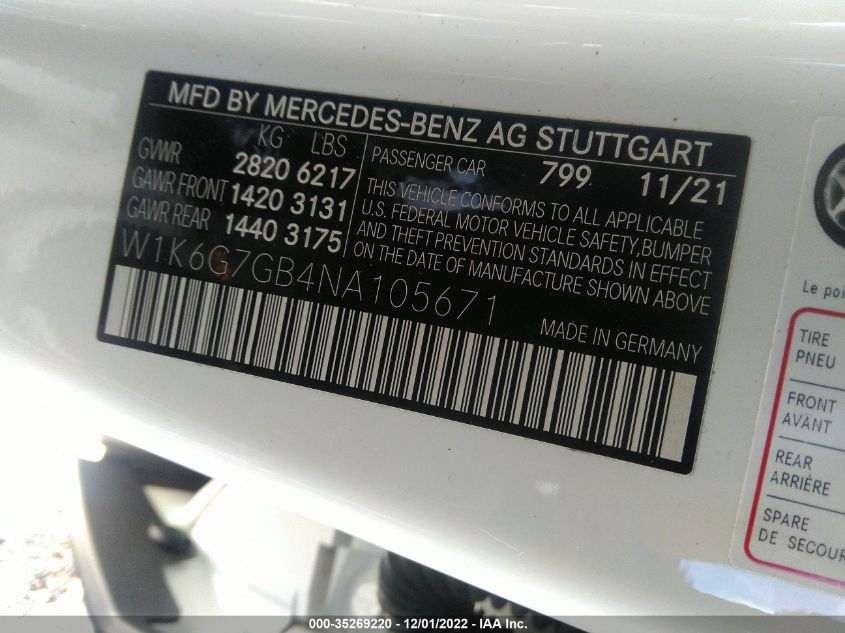 MFD BY MERCEDES-BENZ AG STUTTGART
KG LBS
GVWR 2820 6217
GAWR FRONT 1420 3131
GAWR REAR 1440 3175
PASSENGER CAR 799 11/21
THIS VEHICLE CONFORMS TO ALL APPLICABLE
U.S. FEDERAL MOTOR VEHICLE SAFETY,BUMPER
AND THEFT PREVENTION STANDARDS IN EFFECT
ON THE DATE OF MANUFACTURE SHOWN ABOVE
W1K6G7GB4NA105671
MADE IN GERMANY
Le poi
TIRE
PNEU
FRONT
AVANT
REAR
ARRIÈRE
SPARE
DE SECOUR
000-35269220 - 12/01/2022 - IAA Inc.